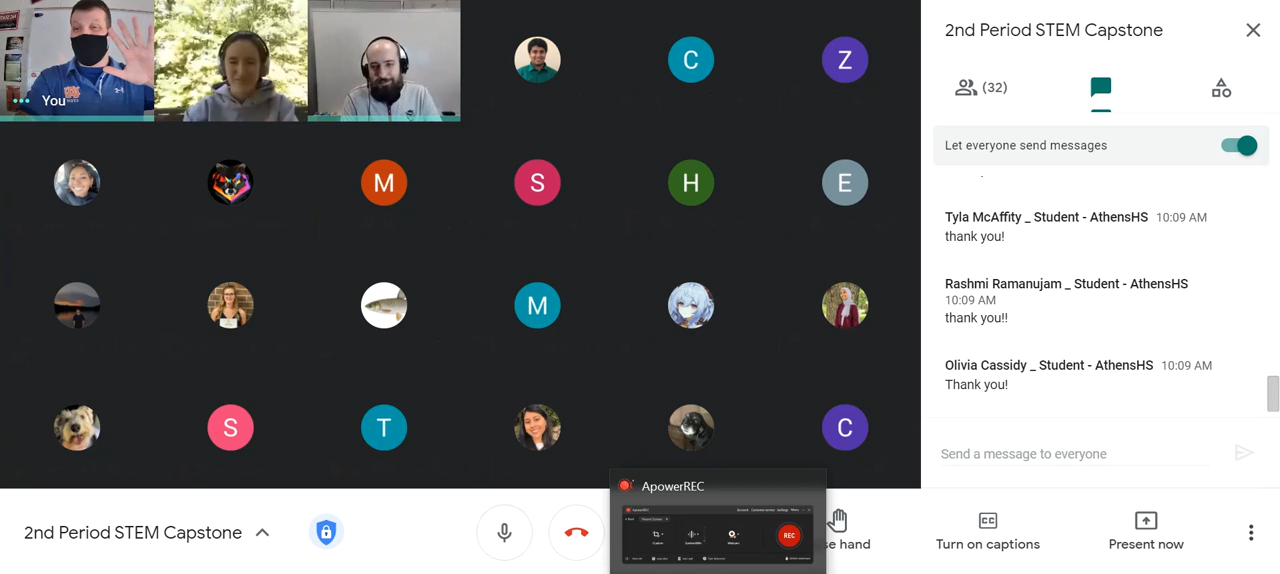 You
C
Z
M
S
H
E
M
S
T
C
2nd Period STEM Capstone
(32)
Let everyone send messages
Tyla McAffity _ Student - AthensHS 10:09 AM
thank you!
Rashmi Ramanujam _ Student - AthensHS
10:09 AM
thank you!!
Olivia Cassidy _ Student - AthensHS 10:09 AM
Thank you!
Send a message to everyone
ApowerREC
ApowerREC
REC
2nd Period STEM Capstone
se hand
CC
Turn on captions
Present now